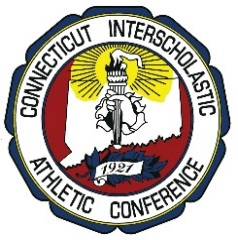 CONNECTICUT INTERSCHOLASTIC
ATHLETIC CONFERENCE
1927